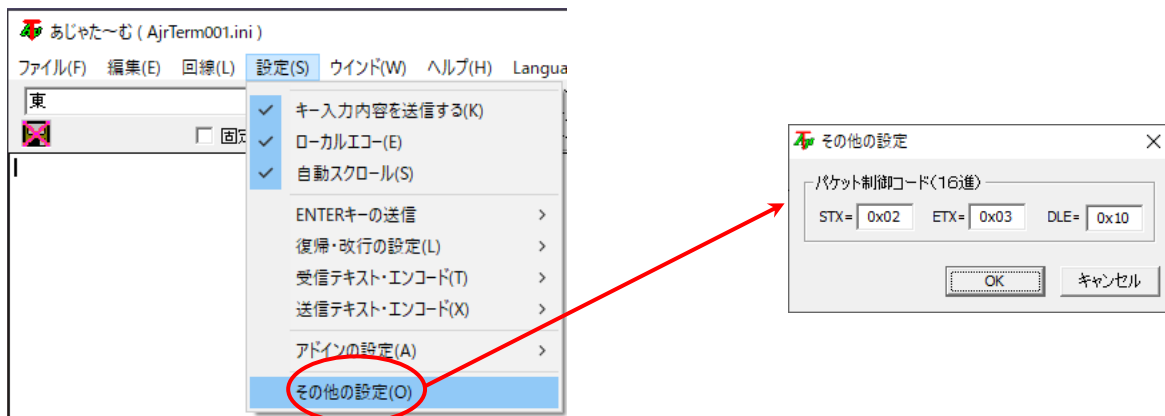 あじゃた～む ( AjrTerm001.ini )
ファイル(F) 編集(E) 回線(L) 設定(S) ウインド(W) ヘルプ(H) Langua
東
固定
キー入力内容を送信する(K)
ローカルエコー(E)
自動スクロール(S)
ENTERキーの送信
復帰・改行の設定(L)
受信テキスト・エンコード(T)
送信テキスト・エンコード(X)
アドインの設定(A)
その他の設定(O)
その他の設定
パケット制御コード(16進)
STX= 0x02 ETX= 0x03 DLE= 0x10
OK キャンセル